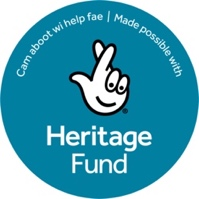 Cam aboot wi help fae | Made possible with
Heritage
Fund